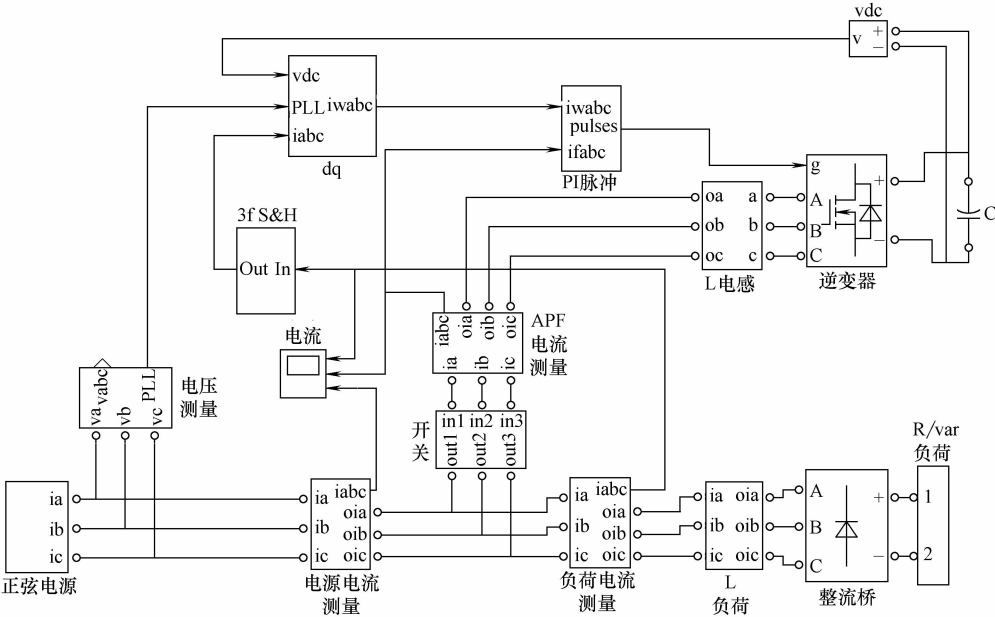 vdc
v + −
vdc
PLL iwabc
iabc
dq
iwabc
pulses
ifabc
PI脉冲
g
A
B
C
+
−
逆变器
C
oa a
ob b
oc c
L电感
3f S&H
Out In
电流
iabc oia oib oic
ia ib ic
APF
电流
测量
vabc PLL
va vb vc
电压
测量
开
关
in1 in2 in3
out1 out2 out3
R/var
负荷
1
2
ia
ib
ic
正弦电源
ia iabc
oia
ib oib
ic oic
电源电流
测量
ia iabc
oia
ib oib
ic oic
负荷电流
测量
ia oia
ib oib
ic oic
L
负荷
A
B
C
+
−
整流桥